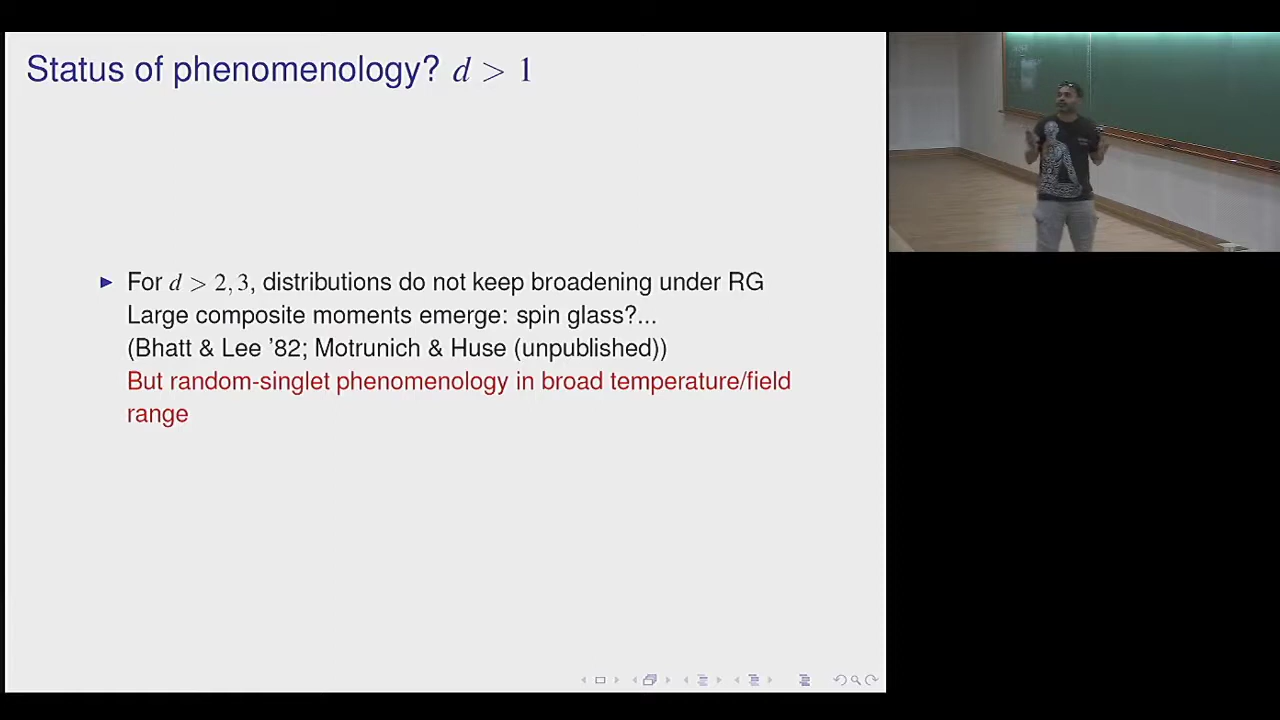 Status of phenomenology? d > 1
► For d > 2, 3, distributions do not keep broadening under RG
Large composite moments emerge: spin glass?...
(Bhatt & Lee '82; Motrunich & Huse (unpublished))
But random-singlet phenomenology in broad temperature/field
range